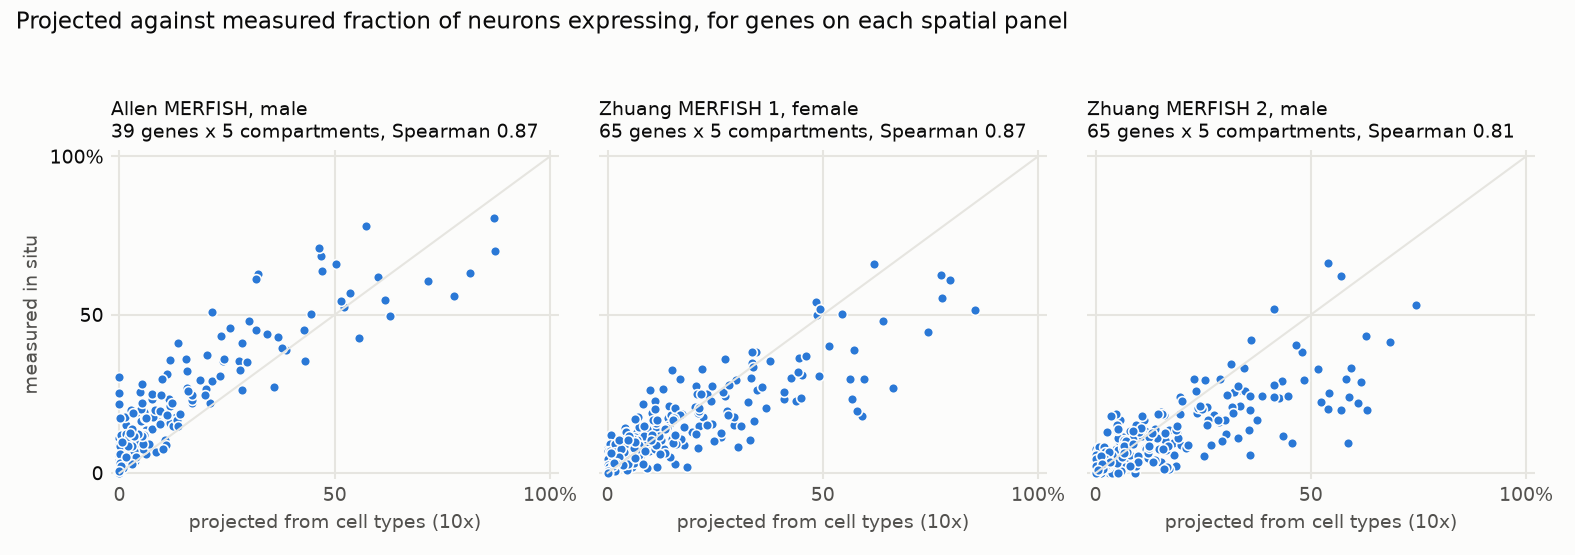 Projected against measured fraction of neurons expressing, for genes on each spatial panel
Allen MERFISH, male
39 genes x 5 compartments, Spearman 0.87
Zhuang MERFISH 1, female
65 genes x 5 compartments, Spearman 0.87
Zhuang MERFISH 2, male
65 genes x 5 compartments, Spearman 0.81
100%
50
0
measured in situ
0 50 100%
0 50 100%
0 50 100%
projected from cell types (10x)
projected from cell types (10x)
projected from cell types (10x)